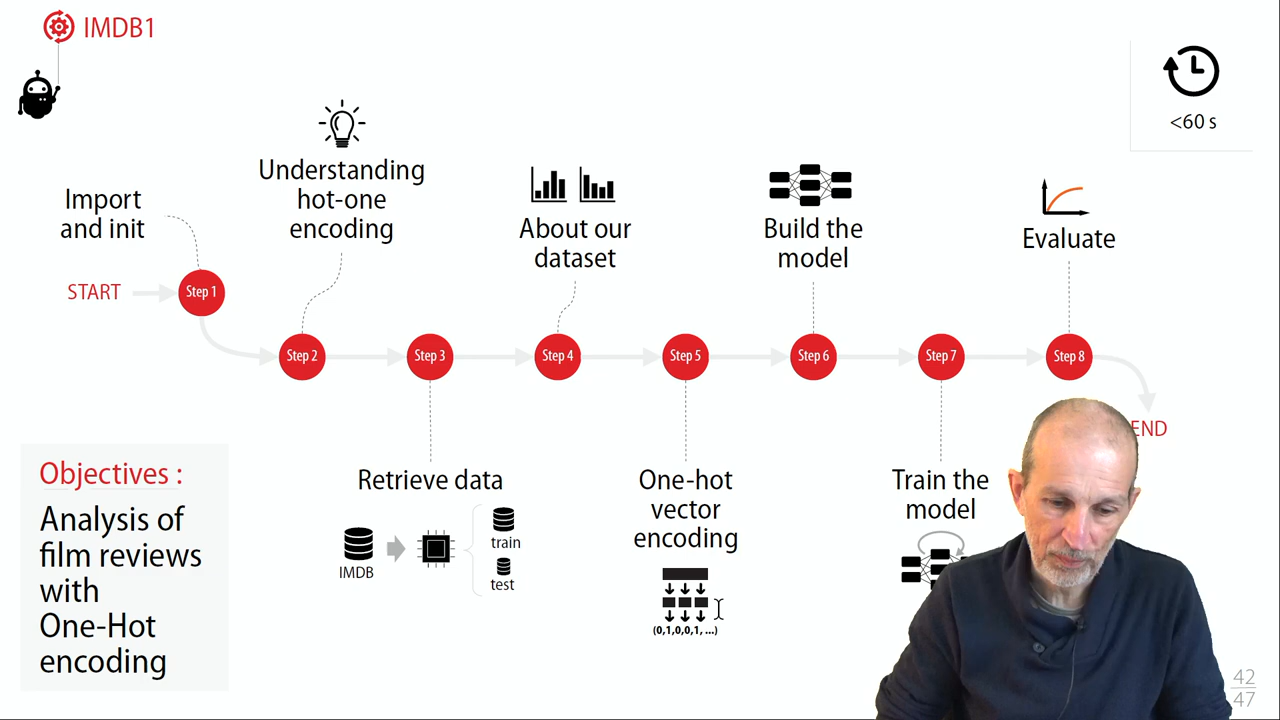 IMDB1
<60 s
Understanding
hot-one
encoding
Import
and init
About our
dataset
Build the
model
Evaluate
START
Step 1
Step 2
Step 3
Step 4
Step 5
Step 6
Step 7
Step 8
END
Objectives :
Analysis of
film reviews
with
One-Hot
encoding
Retrieve data
IMDB
train
test
One-hot
vector
encoding
(0,1,0,0,1, ...)
Train the
model
42
47